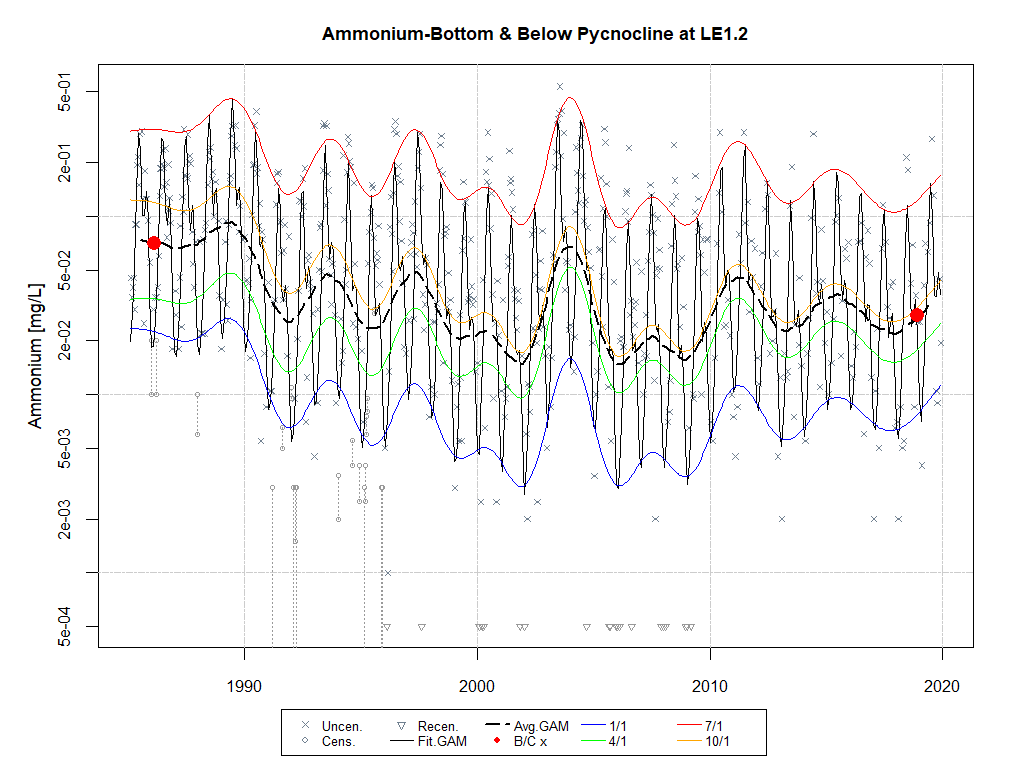 Ammonium-Bottom & Below Pycnocline at LE1.2
Ammonium [mg/L]
5e-01
2e-01
5e-02
2e-02
5e-03
2e-03
5e-04
1990 2000 2010 2020
Uncen. Recen. Avg.GAM 1/1 7/1
Cens. Fit.GAM B/C x 4/1 10/1